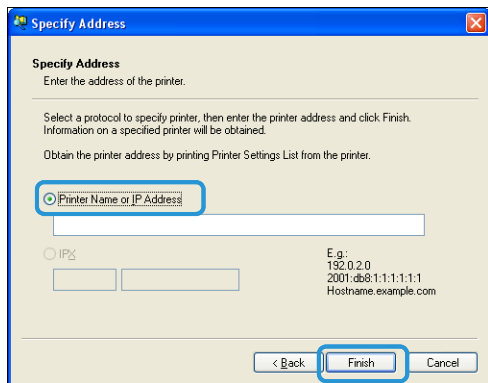 Specify Address
Specify Address
Enter the address of the printer.
Select a protocol to specify printer, then enter the printer address and click Finish.
Information on a specified printer will be obtained.
Obtain the printer address by printing Printer Settings List from the printer.
Printer Name or IP Address
IPX
E.g.:
192.0.2.0
2001:db8:1:1:1:1:1:1
Hostname.example.com
< Back
Finish
Cancel